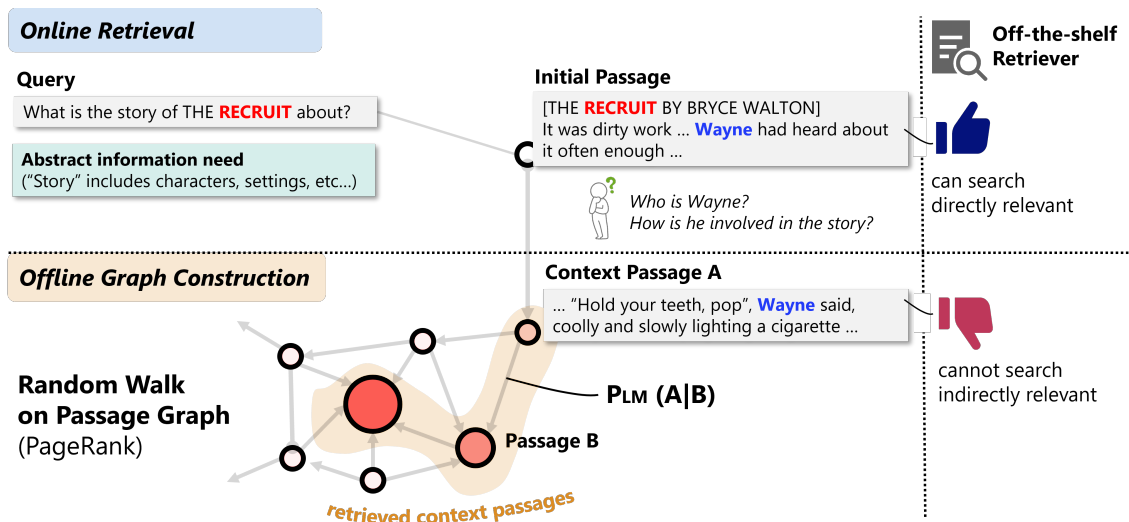 Online Retrieval
Query
What is the story of THE RECRUIT about?
Abstract information need
(“Story” includes characters, settings, etc…)
Initial Passage
[THE RECRUIT BY BRYCE WALTON]
It was dirty work … Wayne had heard about
it often enough …
?
Who is Wayne?
How is he involved in the story?
Off-the-shelf
Retriever
can search
directly relevant
Offline Graph Construction
Context Passage A
… “Hold your teeth, pop”, Wayne said,
coolly and slowly lighting a cigarette …
cannot search
indirectly relevant
Random Walk
on Passage Graph
(PageRank)
PLM (A|B)
Passage B
retrieved context passages